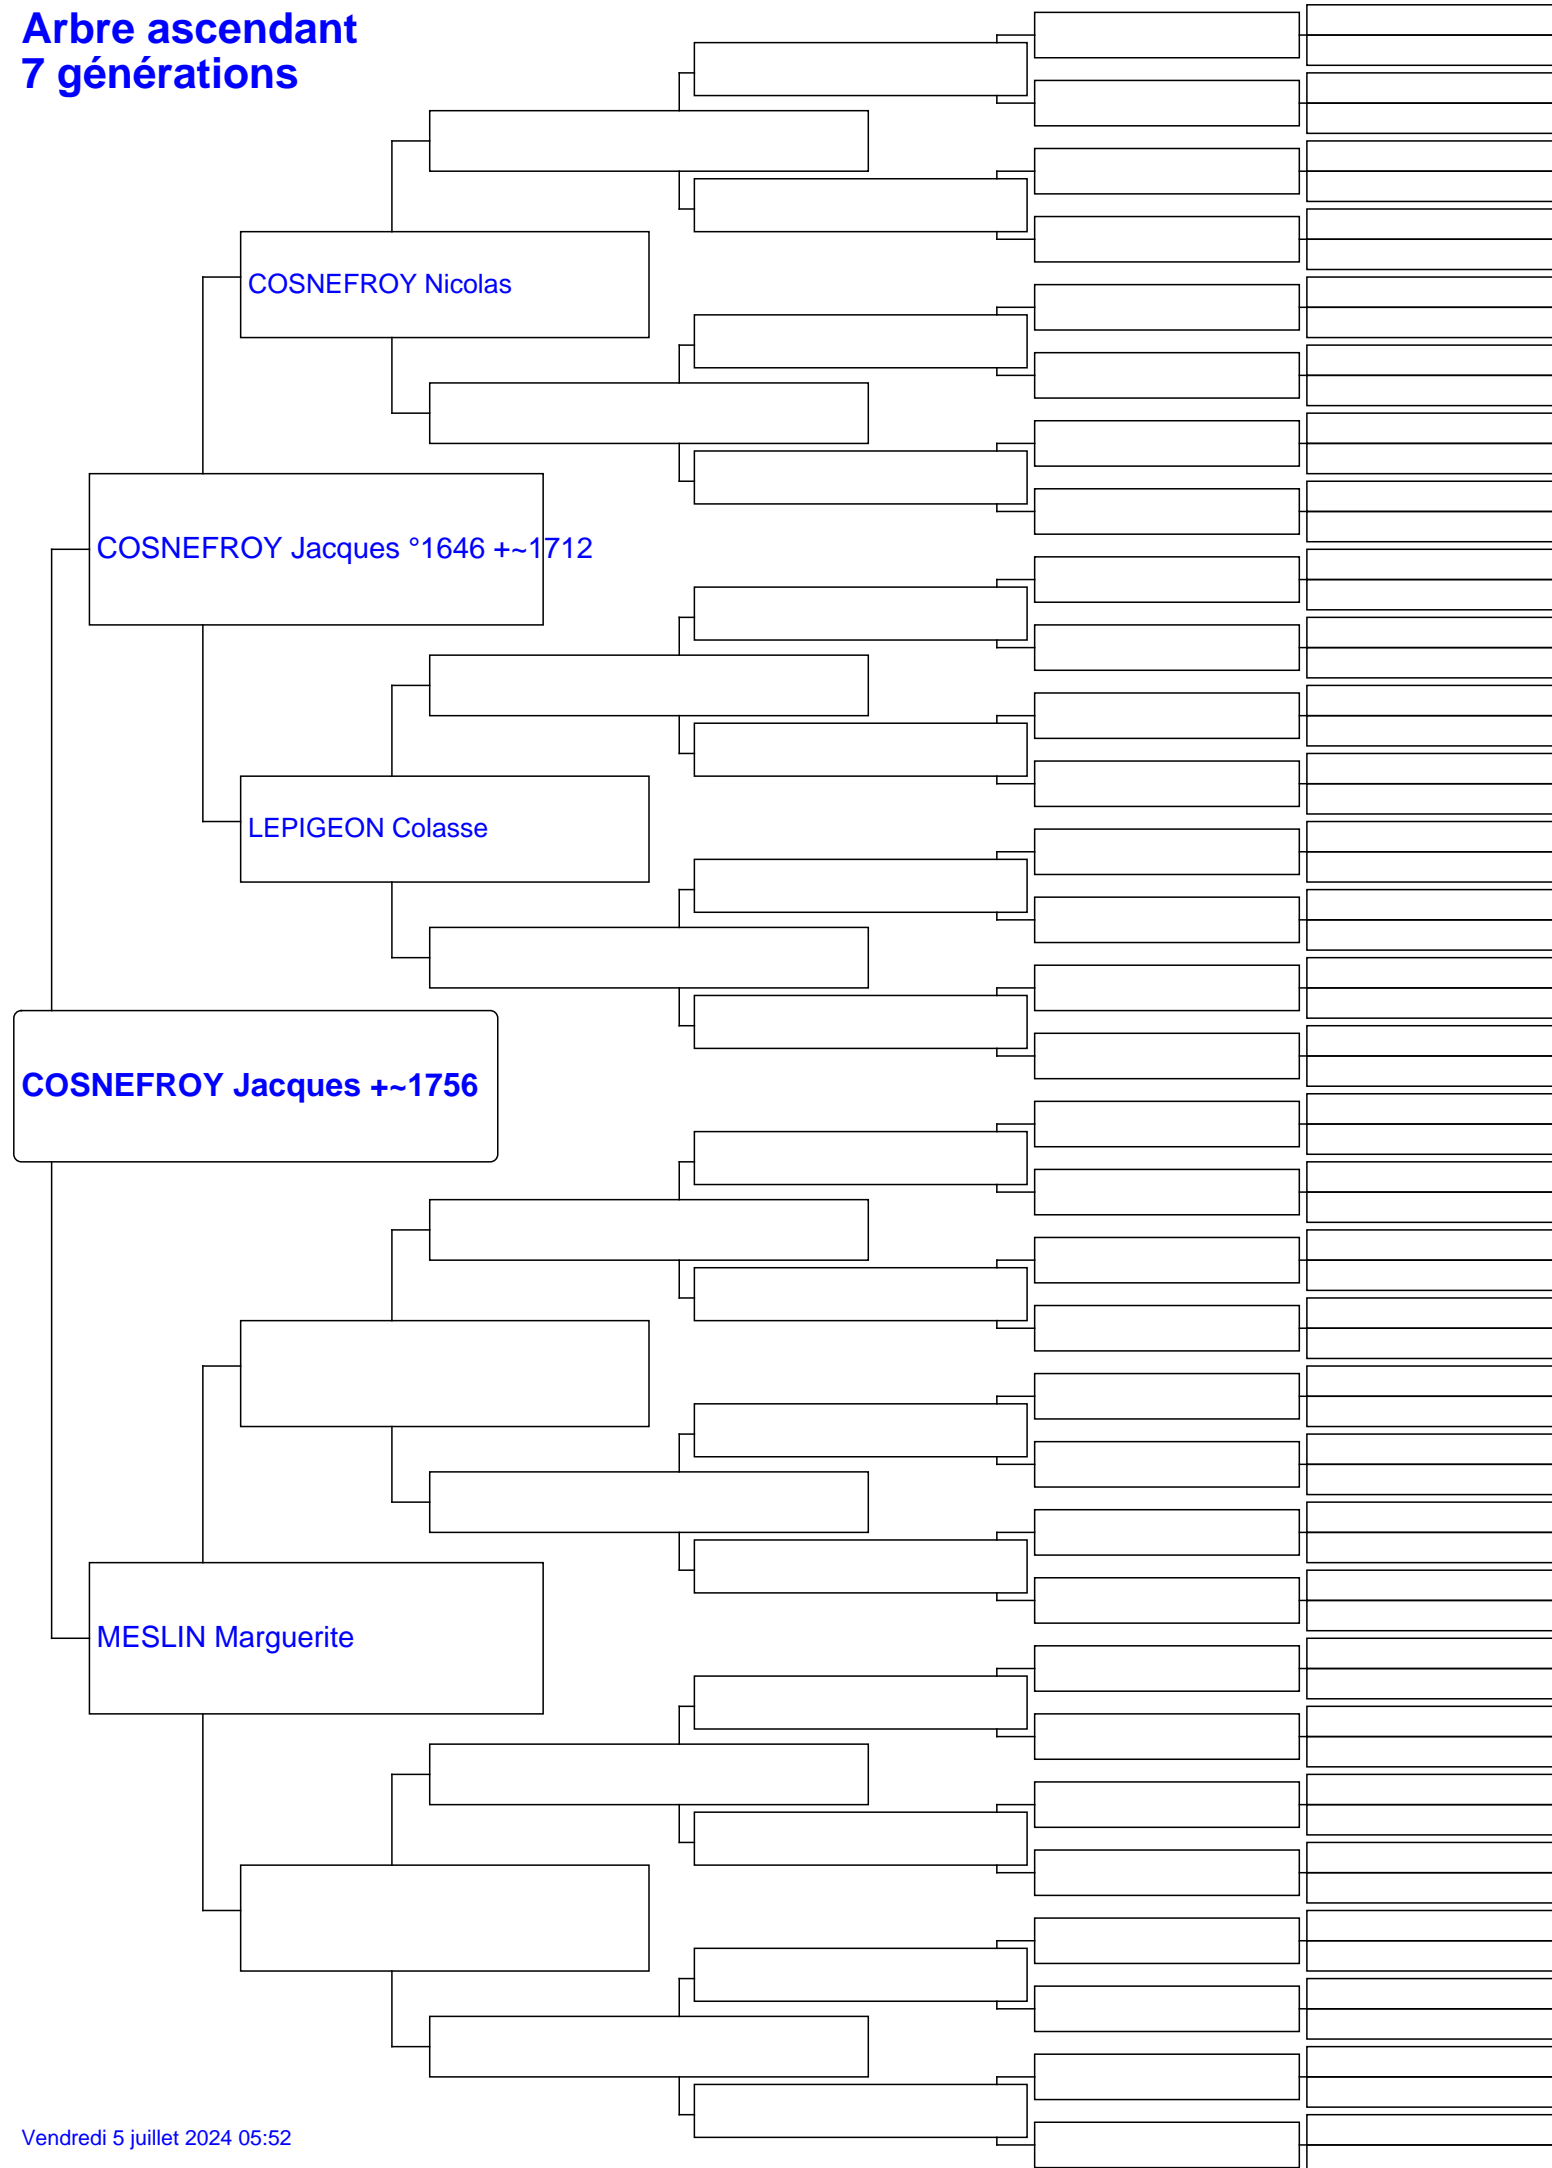 Arbre ascendant
7 générations
COSNEFROY Nicolas
COSNEFROY Jacques °1646 +~1712
LEPIGEON Colasse
COSNEFROY Jacques +~1756
MESLIN Marguerite
Vendredi 5 juillet 2024 05:52